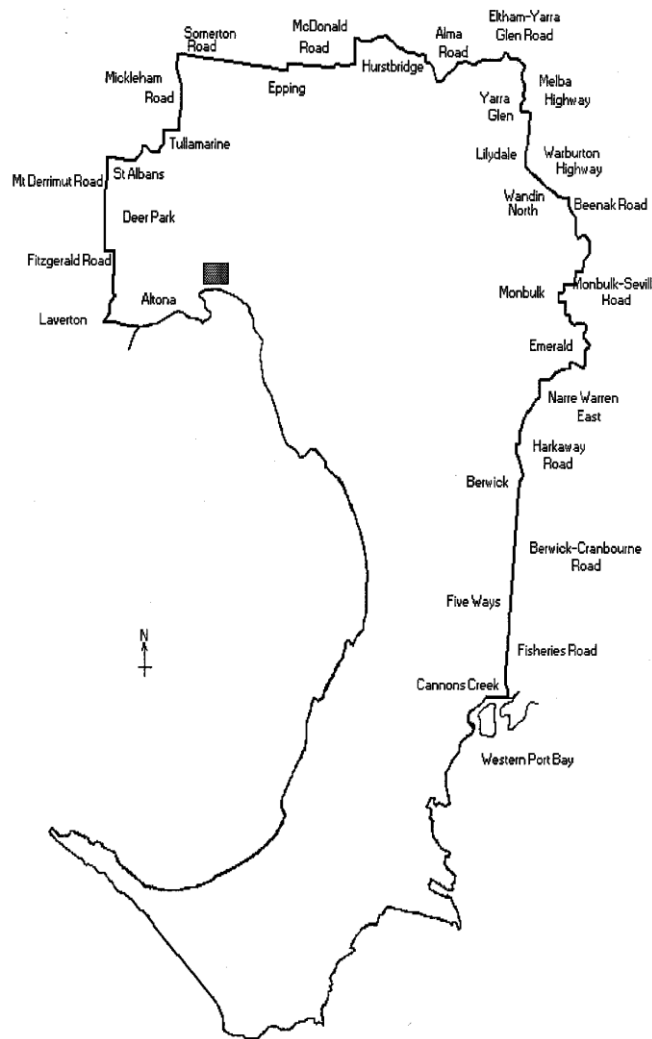 Somerton
Road
McDonald
Road
Alma
Road
Eltham-Yarra
Glen Road
Mickleham
Road
Epping
Hurstbridge
Melba
Highway
Yarra
Glen
Tullamarine
Lilydale
Warburton
Highway
Mt Derrimut Road
St Albans
Wandin
North
Beenak Road
Deer Park
Fitzgerald Road
Altona
Laverton
Monbulk
Monbulk-Sevill
Road
Emerald
Narre Warren
East
Harkaway
Road
Berwick
Berwick-Cranbourne
Road
Five Ways
N
Fisheries Road
Cannons Creek
Western Port Bay